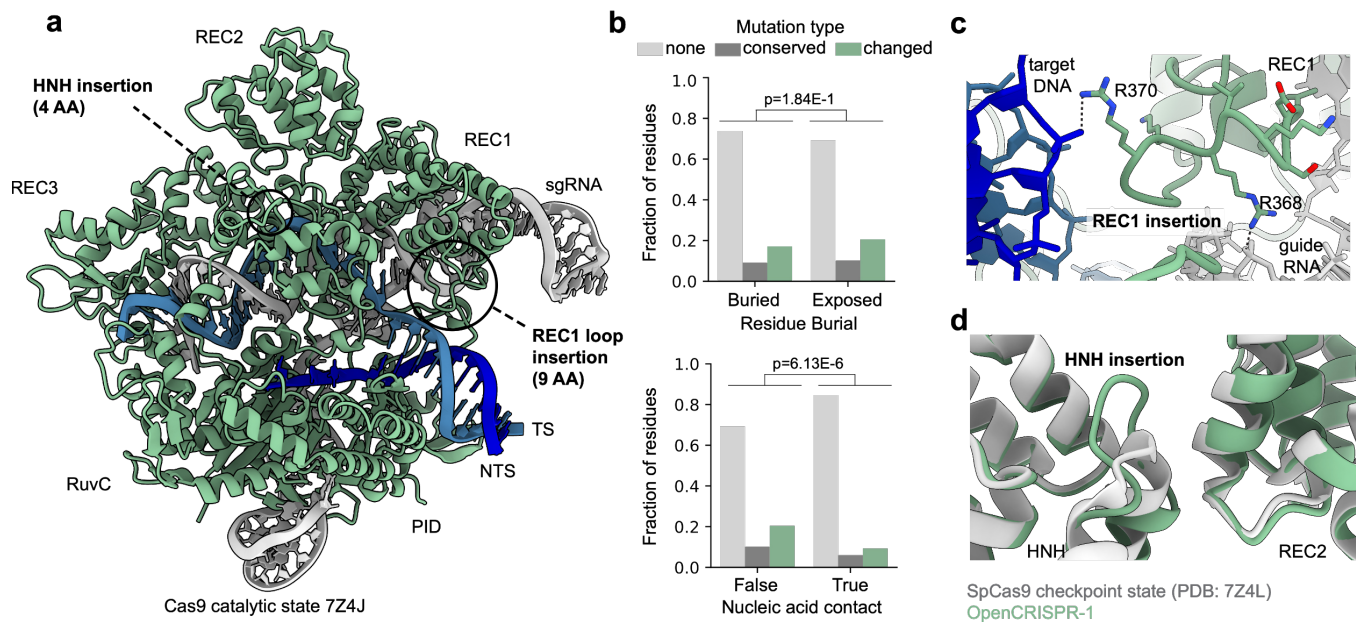 a
REC2
HNH insertion
(4 AA)
REC1
sgRNA
REC3
REC1 loop
insertion
(9 AA)
TS
NTS
RuvC
PID
Cas9 catalytic state 7Z4J
b
Mutation type
none conserved changed
1.0
0.8
0.6
0.4
0.2
0.0
Fraction of residues
p=1.84E-1
Buried Exposed
Residue Burial
1.0
0.8
0.6
0.4
0.2
0.0
Fraction of residues
p=6.13E-6
False True
Nucleic acid contact
c
target
DNA
R370
REC1
REC1 insertion
R368
guide
RNA
d
HNH insertion
HNH
REC2
SpCas9 checkpoint state (PDB: 7Z4L)
OpenCRISPR-1